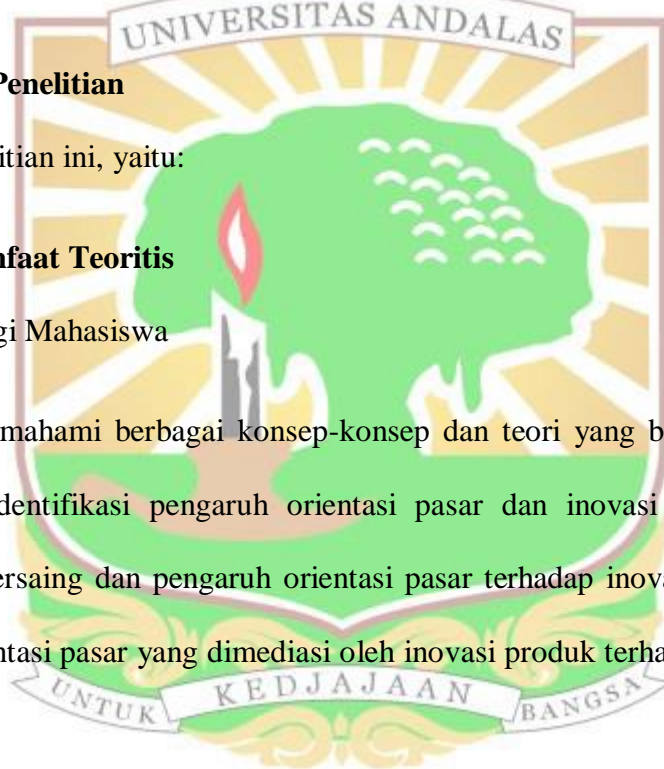 UNIVERSITAS ANDALAS
Penelitian
itian ini, yaitu:
nfaat Teoritis
gi Mahasiswa
mahami berbagai konsep-konsep dan teori yang b
dentifikasi pengaruh orientasi pasar dan inovasi
ersaing dan pengaruh orientasi pasar terhadap inova
ntasi pasar yang dimediasi oleh inovasi produk terha
UNTUK KEDJAJAAN BANGSA